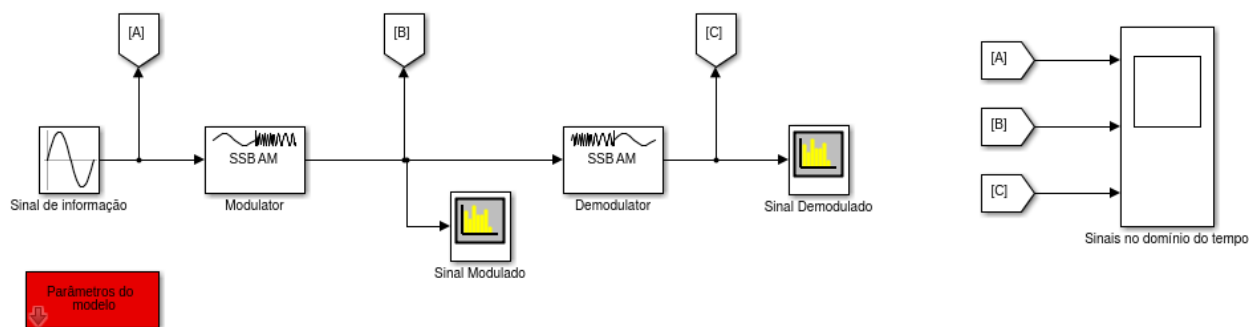 [A]
[B]
[C]
[A]
[B]
[C]
SSB AM
SSB AM
Sinal de informação
Modulator
Demodulator
Sinal Demodulado
Sinal Modulado
Sinais no domínio do tempo
Parâmetros do
modelo